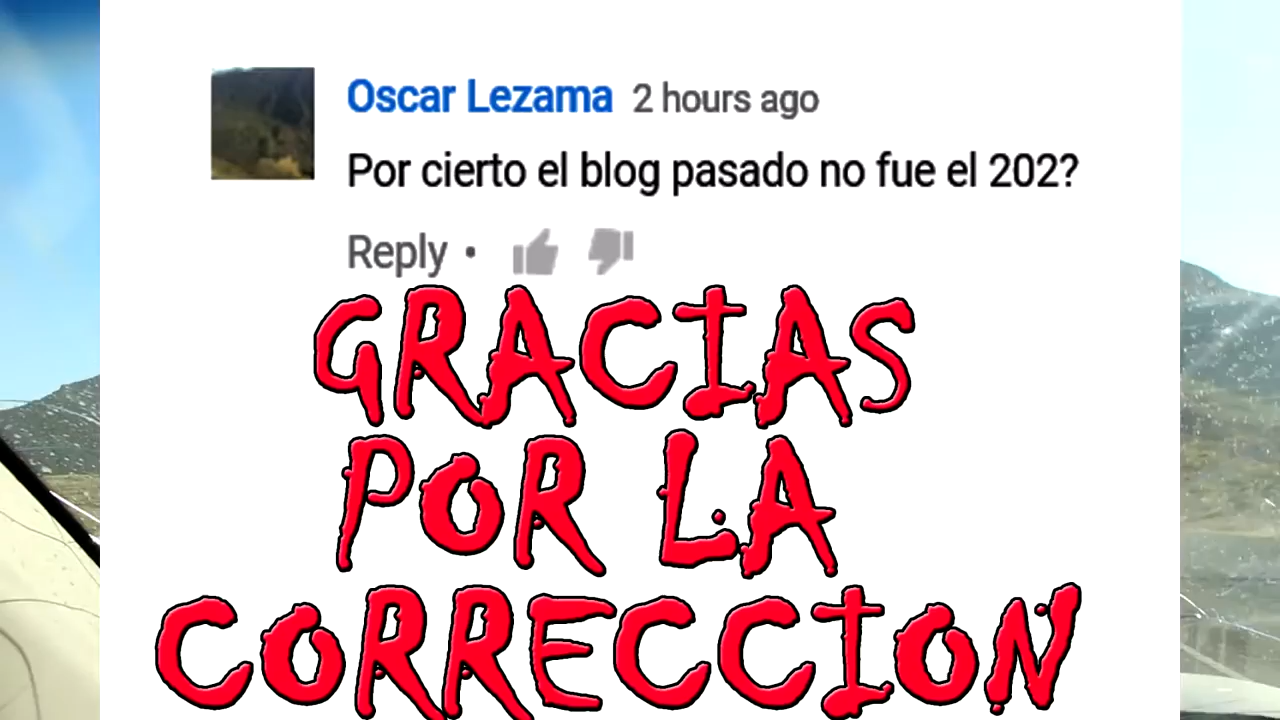 Oscar Lezama 2 hours ago
Por cierto el blog pasado no fue el 202?
Reply •
GRACIAS
POR LA
CORRECCION